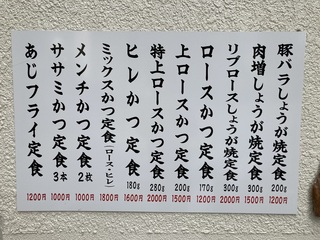 豚バラしょうが焼定食 200g 1200円
肉増しょうが焼定食 300g 1500円
リブロースしょうが焼定食 300g 2000円
ロースかつ定食 170g 1200円
上ロースかつ定食 200g 1500円
特上ロースかつ定食 280g 2000円
ヒレかつ定食 180g 1600円
ミックスかつ定食(ロース・ヒレ) 1800円
メンチかつ定食 2枚 1000円
ササミかつ定食 3本 1000円
あじフライ定食 1200円